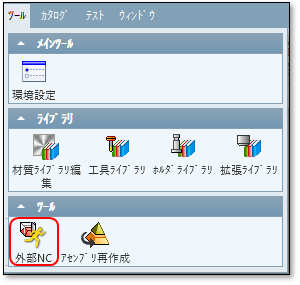 ツール カタログ テスト ウィンドウ
メインツール
環境設定
ライブラリ
材質ライブラリ編集 工具ライブラリ ホルダライブラリ 拡張ライブラリ
ツール
外部NC アセンブリ再作成